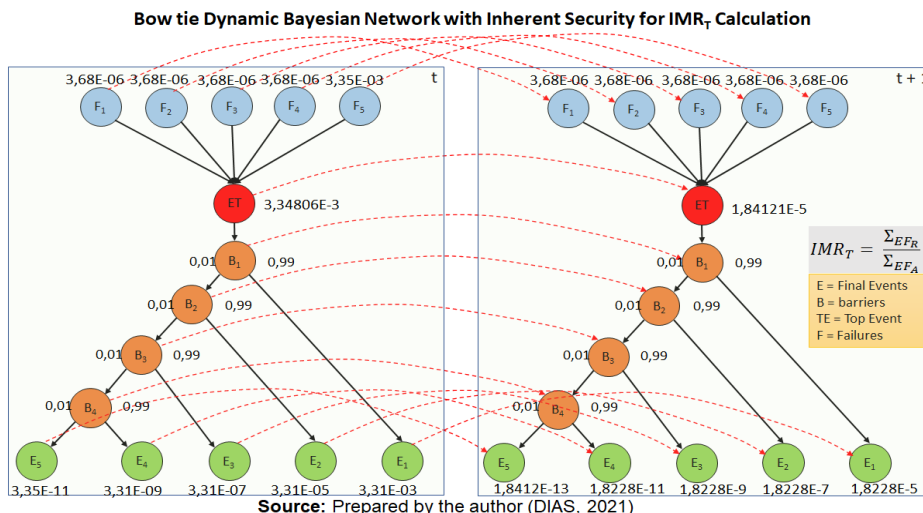 Bow tie Dynamic Bayesian Network with Inherent Security for IMR_T Calculation
3,68E-06 3,68E-06 3,68E-06 3,68E-06 3,35E-03 t
F1 F2 F3 F4 F5
ET 3,34806E-3
0,01 B1 0,99
0,01 B2 0,99
0,01 B3 0,99
0,01 B4 0,99
E5 E4 E3 E2 E1
3,35E-11 3,31E-09 3,31E-07 3,31E-05 3,31E-03
t +
3,68E-06 3,68E-06 3,68E-06 3,68E-06 3,68E-06
F1 F2 F3 F4 F5
ET 1,84121E-5
0,01 B1 0,99
0,01 B2 0,99
0,01 B3 0,99
0,01 B4 0,99
E5 E4 E3 E2 E1
1,8412E-13 1,8228E-11 1,8228E-9 1,8228E-7 1,8228E-5
IMR_T = Σ_EF_R / Σ_EF_A
E = Final Events
B = barriers
TE = Top Event
F = Failures
Source: Prepared by the author (DIAS, 2021)